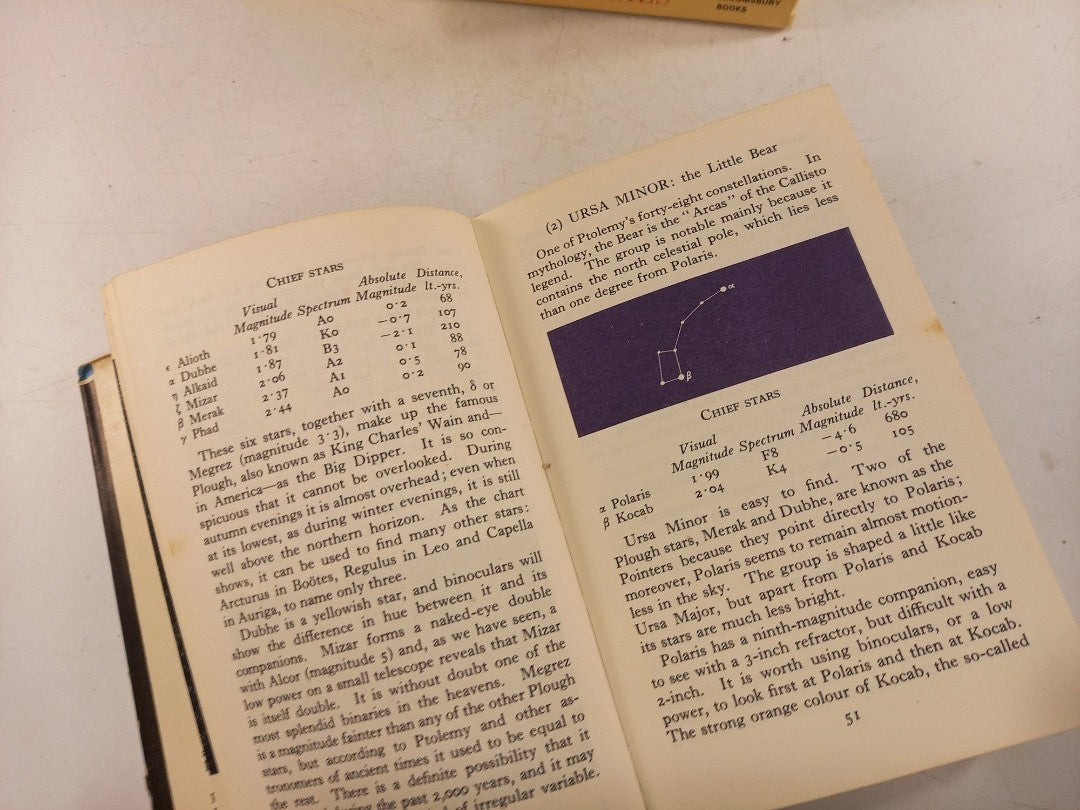 BOOKS
CHIEF STARS
Visual Absolute Distance,
Magnitude Spectrum Magnitude lt.-yrs.
ε Alioth 1·79 A0 0·2 68
α Dubhe 1·81 K0 —0·7 107
η Alkaid 1·87 B3 —2·1 210
ζ Mizar 2·06 A2 0·1 88
β Merak 2·37 A1 0·5 78
γ Phad 2·44 A0 0·2 90
These six stars, together with a seventh, δ or
Megrez (magnitude 3·3), make up the famous
Plough, also known as King Charles' Wain and—
in America—as the Big Dipper. It is so con-
spicuous that it cannot be overlooked. During
autumn evenings it is almost overhead; even when
at its lowest, as during winter evenings, it is still
well above the northern horizon. As the chart
shows, it can be used to find many other stars:
Arcturus in Boötes, Regulus in Leo and Capella
in Auriga, to name only three.
Dubhe is a yellowish star, and binoculars will
show the difference in hue between it and its
companions. Mizar forms a naked-eye double
with Alcor (magnitude 5) and, as we have seen, a
low power on a small telescope reveals that Mizar
is itself double. It is without doubt one of the
most splendid binaries in the heavens. Megrez
is a magnitude fainter than any of the other Plough
stars, but according to Ptolemy and other as-
tronomers of ancient times it used to be equal to
the rest. There is a definite possibility that it
during the past 2,000 years, and it may
of irregular variable.
(2) URSA MINOR: the Little Bear
One of Ptolemy's forty-eight constellations. In
mythology, the Bear is the "Arcas" of the Callisto
legend. The group is notable mainly because it
contains the north celestial pole, which lies less
than one degree from Polaris.
α
β
CHIEF STARS
Visual Absolute Distance,
Magnitude Spectrum Magnitude lt.-yrs.
α Polaris 1·99 F8 —4·6 680
β Kocab 2·04 K4 —0·5 105
Ursa Minor is easy to find. Two of the
Plough stars, Merak and Dubhe, are known as the
Pointers because they point directly to Polaris;
moreover, Polaris seems to remain almost motion-
less in the sky. The group is shaped a little like
Ursa Major, but apart from Polaris and Kocab
its stars are much less bright.
Polaris has a ninth-magnitude companion, easy
to see with a 3-inch refractor, but difficult with a
2-inch. It is worth using binoculars, or a low
power, to look first at Polaris and then at Kocab.
The strong orange colour of Kocab, the so-called
51